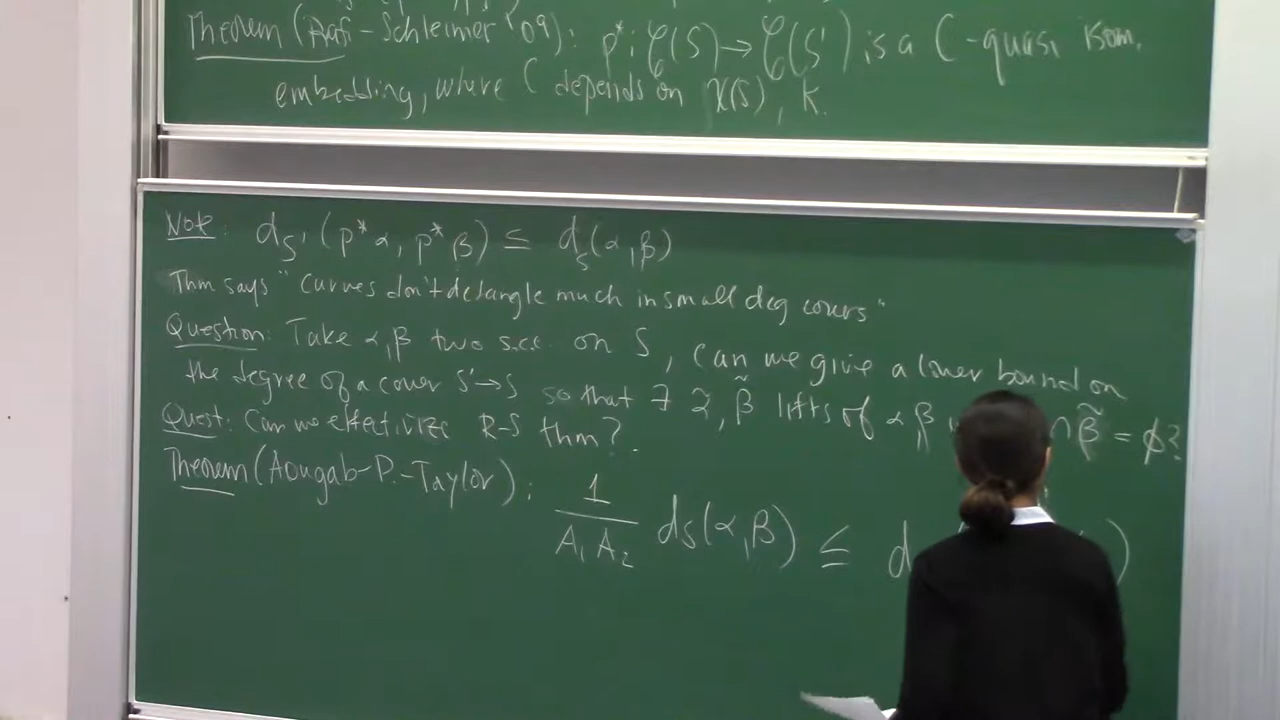 Theorem (Rafi-Schleimer '09): p*: C(S) → C(S') is a C-quasi isom.
embedding, where C depends on χ(S), k.
Note: d_S'(p*α, p*β) ≤ d_S(α, β)
Thm says "curves don't detangle much in small deg covers"
Question: Take α, β two s.c.c. on S, can we give a lower bound on
the degree of a cover S'→S so that ∃ α̃, β̃ lifts of α, β ∩ β̃ = ∅?
Quest: Can we effectivize R-S thm?
Theorem (Aougab-P.-Taylor): 1/(A₁A₂) d_S(α, β) ≤ d )